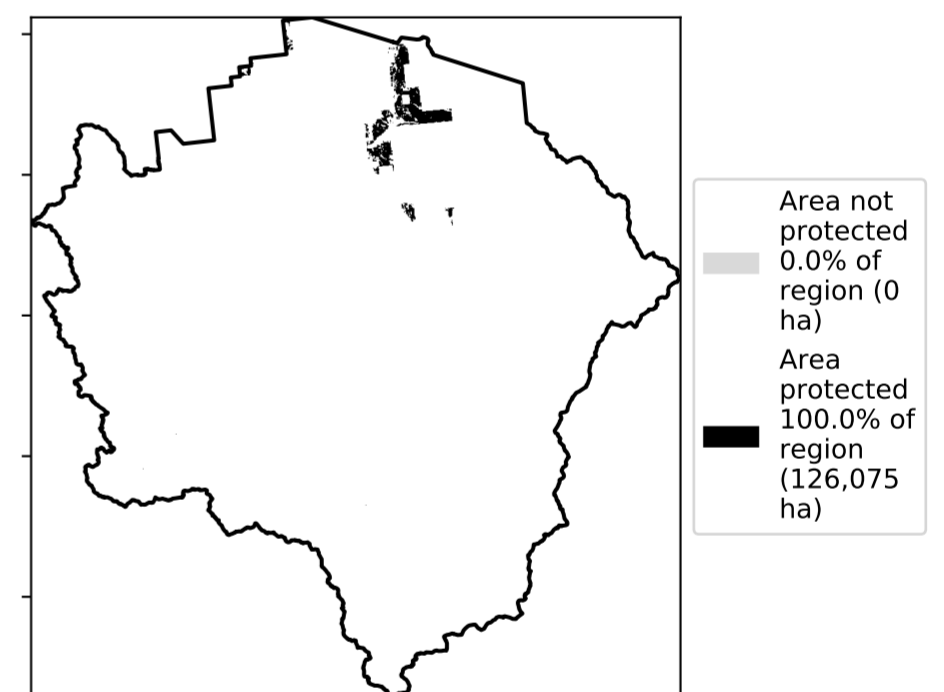 Area not
protected
0.0% of
region (0
ha)
Area
protected
100.0% of
region
(126,075
ha)